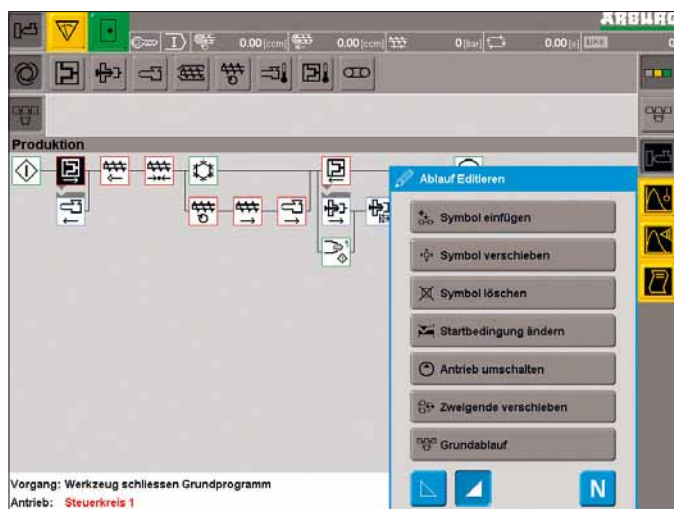 ARBURG
0.00 [ccm] 0.00 [ccm] 0 [bar] 0.00 [s]
Produktion
Ablauf Editieren
Symbol einfügen
Symbol verschieben
Symbol löschen
Startbedingung ändern
Antrieb umschalten
Zweigende verschieben
Grundablauf
N
Vorgang: Werkzeug schliessen Grundprogramm
Antrieb: Steuerkreis 1